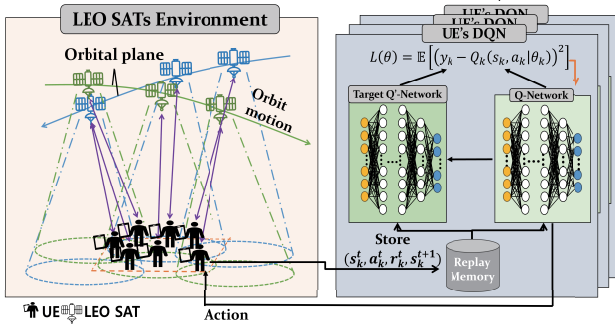 LEO SATs Environment
Orbital plane
Orbit
motion
UE LEO SAT
UE's DQN
UE's DQN
UE's DQN
L(θ) = 𝔼[(y_k − Q_k(s_k, a_k|θ_k))²]
Target Q'-Network
Q-Network
Store
(s_k^t, a_k^t, r_k^t, s_k^{t+1})
Replay
Memory
Action